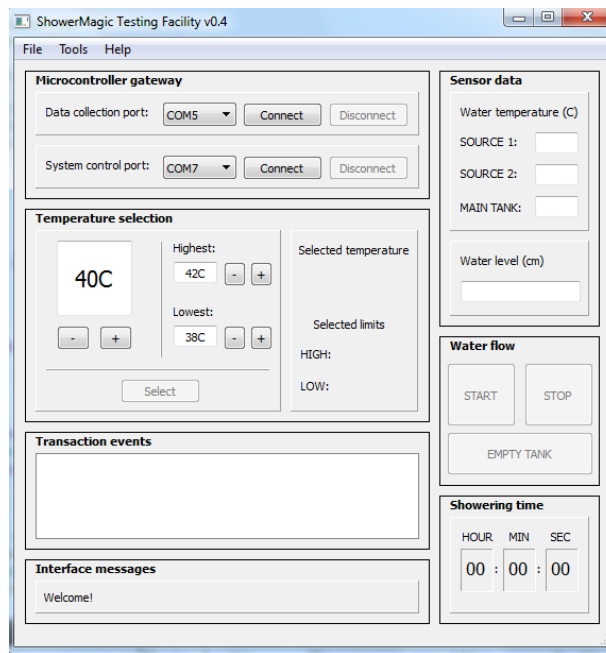 ShowerMagic Testing Facility v0.4
File Tools Help
Microcontroller gateway
Data collection port: COM5 Connect Disconnect
System control port: COM7 Connect Disconnect
Temperature selection
40C
- +
Highest:
42C - +
Lowest:
38C - +
Select
Selected temperature
Selected limits
HIGH:
LOW:
Transaction events
Interface messages
Welcome!
Sensor data
Water temperature (C)
SOURCE 1:
SOURCE 2:
MAIN TANK:
Water level (cm)
Water flow
START STOP
EMPTY TANK
Showering time
HOUR MIN SEC
00 : 00 : 00